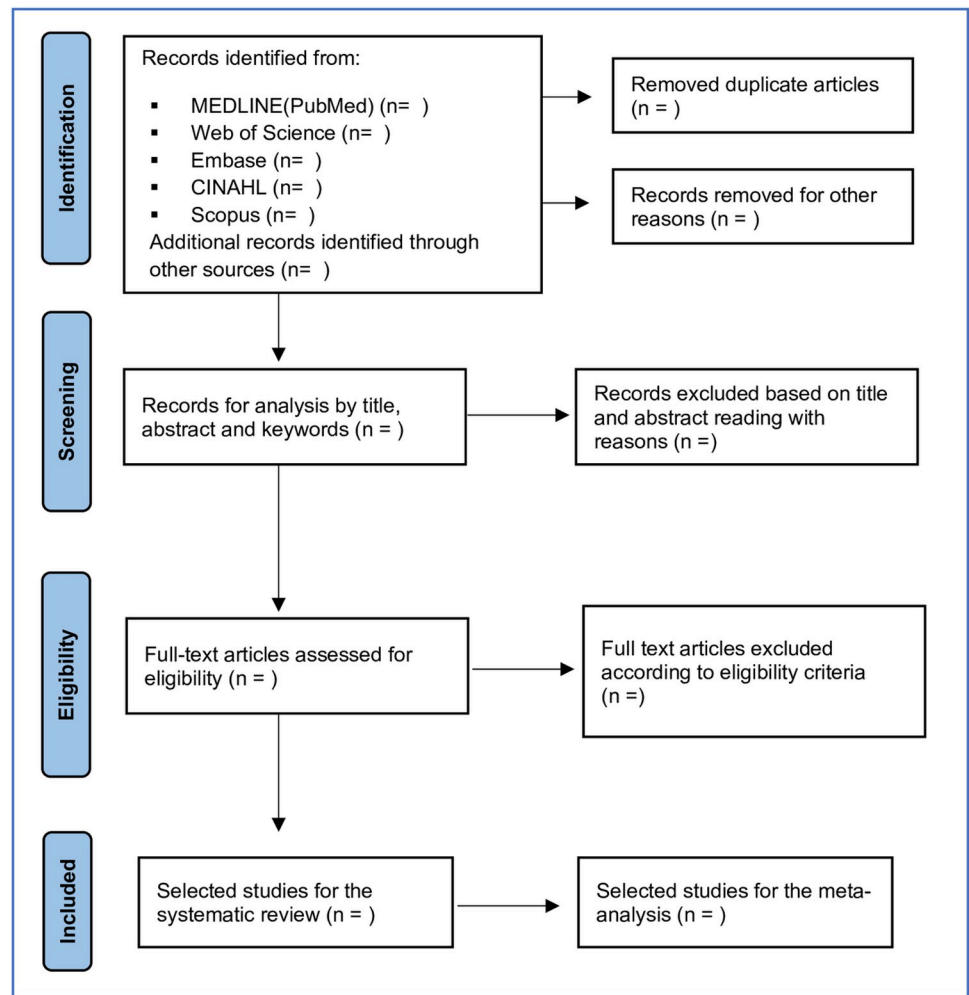 Identification
Records identified from:
▪ MEDLINE(PubMed) (n=  )
▪ Web of Science (n=  )
▪ Embase (n=  )
▪ CINAHL (n=  )
▪ Scopus (n=  )
Additional records identified through
other sources (n=  )
Removed duplicate articles
(n = )
Records removed for other
reasons (n = )
Screening
Records for analysis by title,
abstract and keywords (n = )
Records excluded based on title
and abstract reading with
reasons (n =)
Eligibility
Full-text articles assessed for
eligibility (n = )
Full text articles excluded
according to eligibility criteria
(n =)
Included
Selected studies for the
systematic review (n = )
Selected studies for the meta-
analysis (n = )